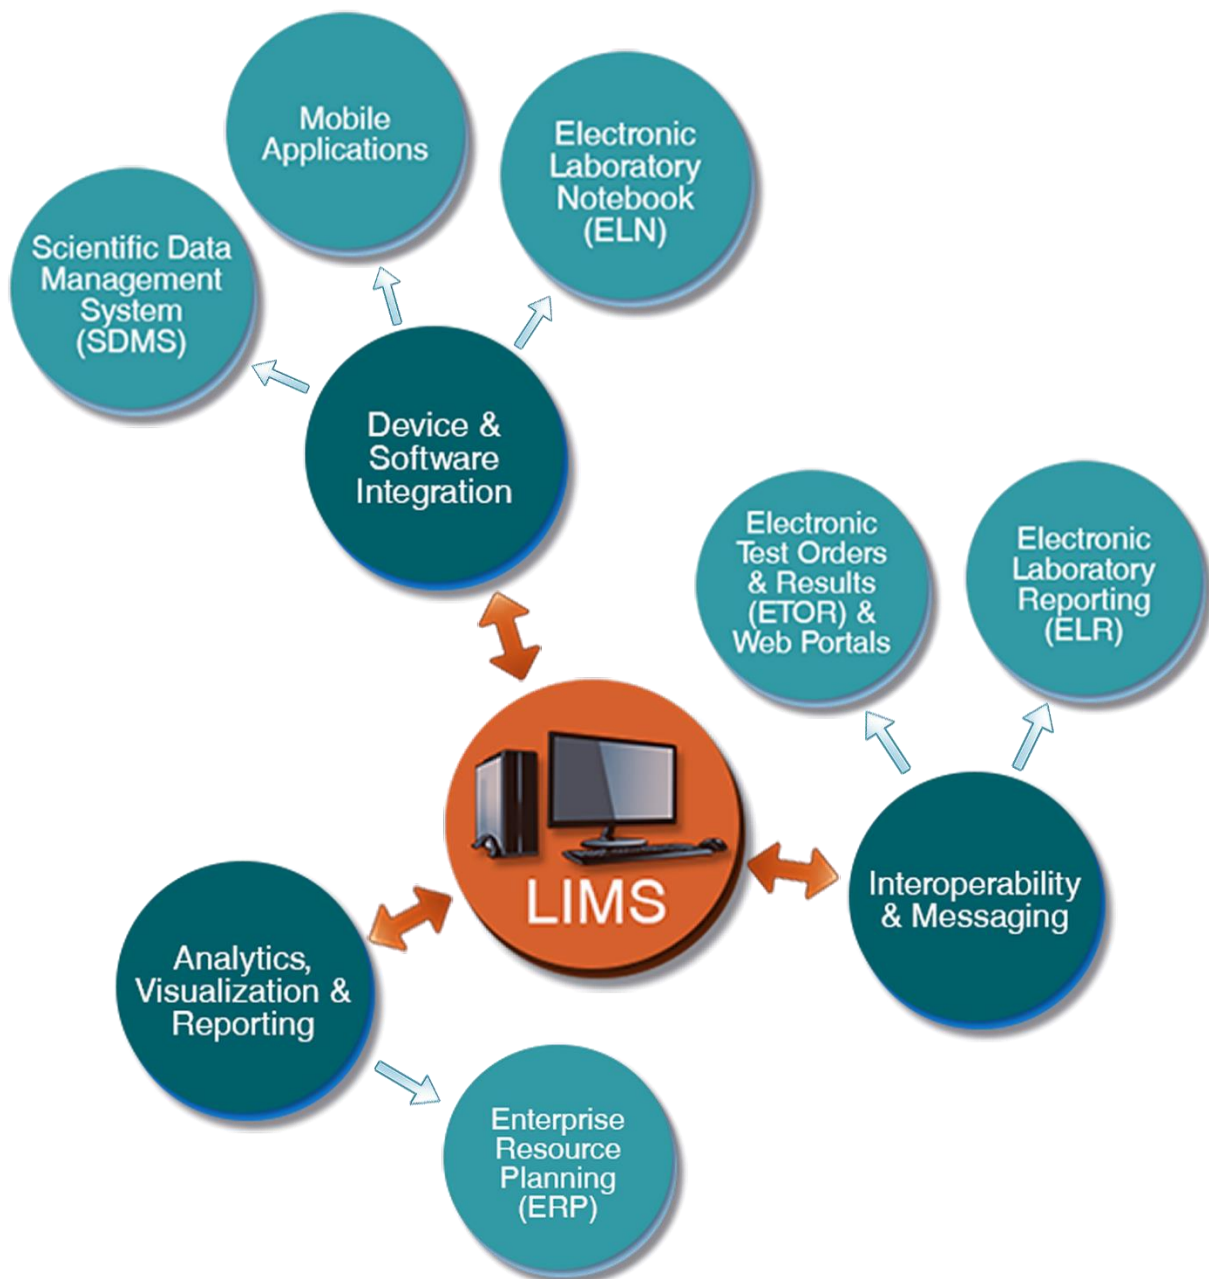 Mobile
Applications
Electronic
Laboratory
Notebook
(ELN)
Scientific Data
Management
System
(SDMS)
Device &
Software
Integration
Electronic
Test Orders
& Results
(ETOR) &
Web Portals
Electronic
Laboratory
Reporting
(ELR)
LIMS
Interoperability
& Messaging
Analytics,
Visualization &
Reporting
Enterprise
Resource
Planning
(ERP)